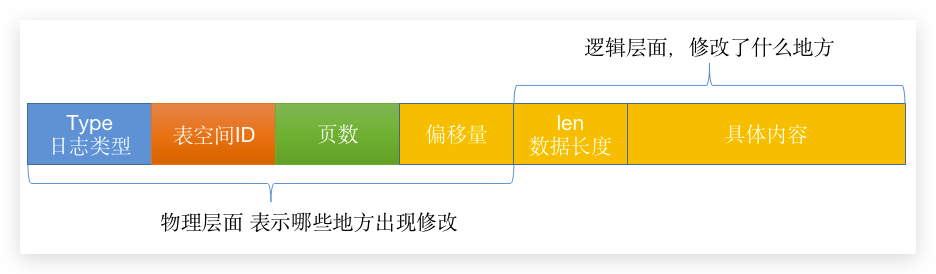 逻辑层面，修改了什么地方
Type
日志类型
表空间ID
页数
偏移量
len
数据长度
具体内容
物理层面 表示哪些地方出现修改